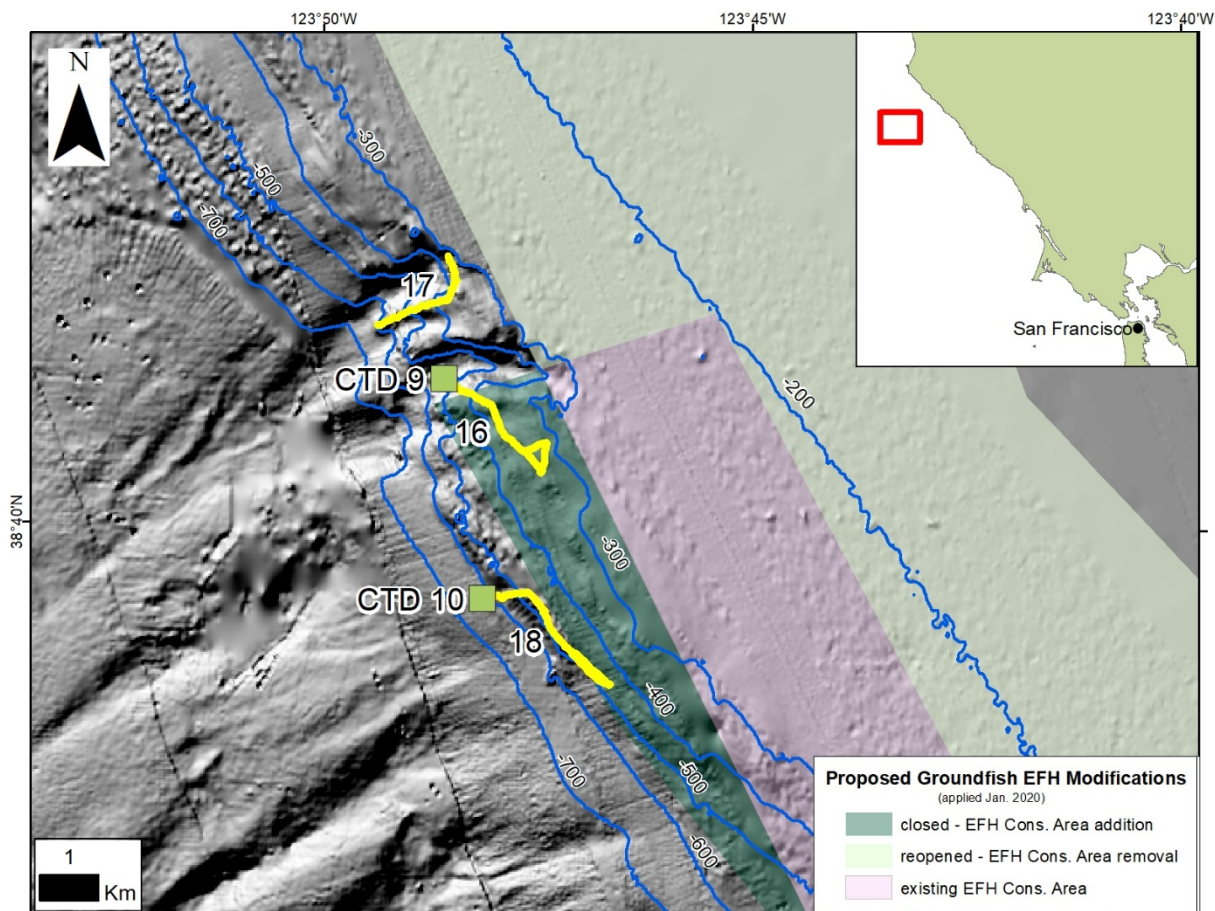 123°50'W
123°45'W
123°40'W
N
-300
-500
-700
17
San Francisco
CTD 9
-200
16
38°40'N
-300
CTD 10
18
-400
-700
-500
-600
Proposed Groundfish EFH Modifications
(applied Jan. 2020)
closed - EFH Cons. Area addition
reopened - EFH Cons. Area removal
existing EFH Cons. Area
1
Km